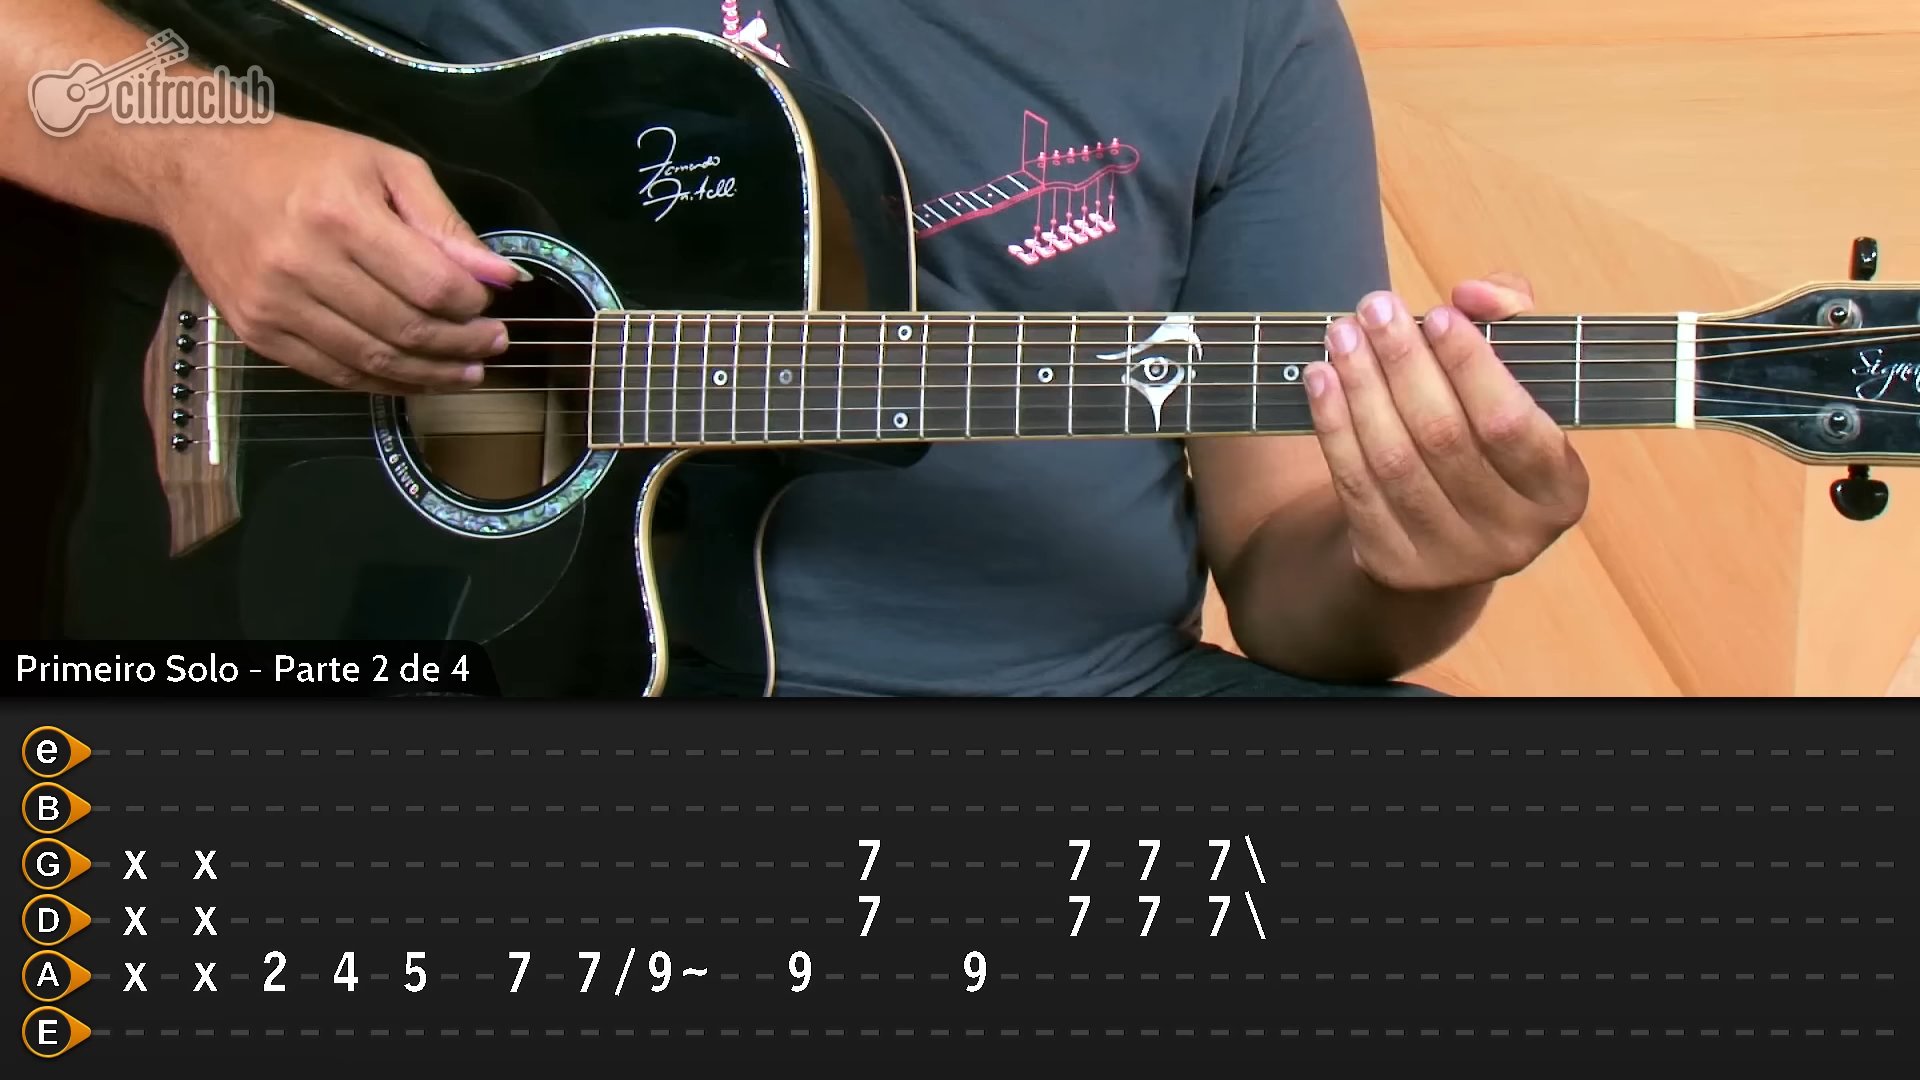 cifraclub
Primeiro Solo - Parte 2 de 4
e
B
G x x 7 7 7 7 \
D x x 7 7 7 7 \
A x x 2 4 5 7 7 / 9 ~ 9 9
E